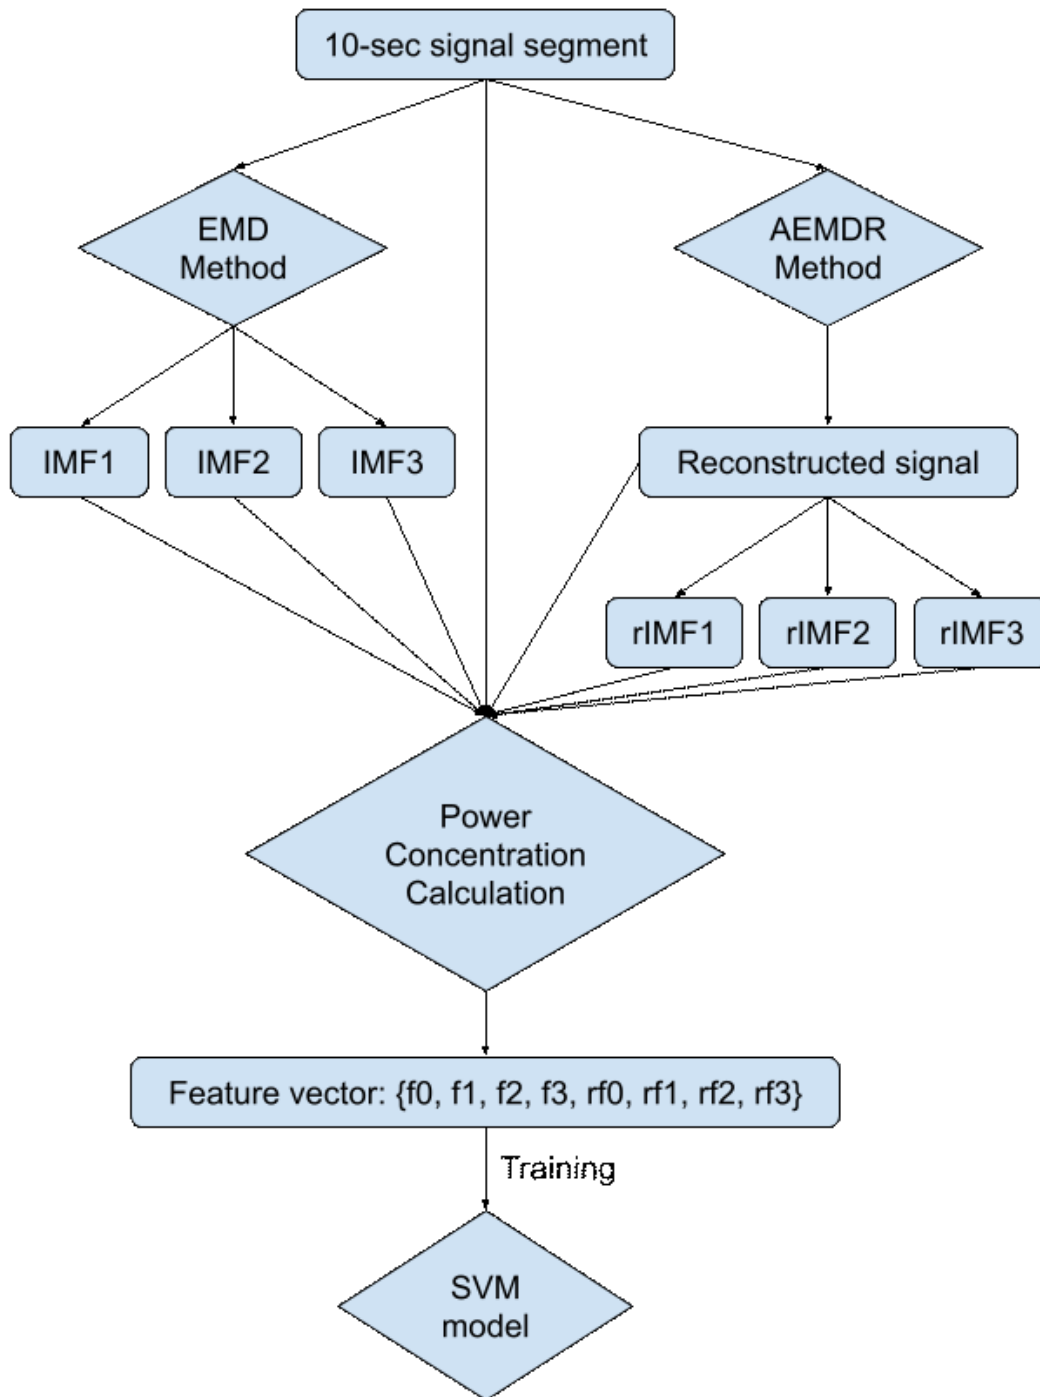 10-sec signal segment
EMD
Method
AEMDR
Method
IMF1
IMF2
IMF3
Reconstructed signal
rIMF1
rIMF2
rIMF3
Power
Concentration
Calculation
Feature vector: {f0, f1, f2, f3, rf0, rf1, rf2, rf3}
Training
SVM
model